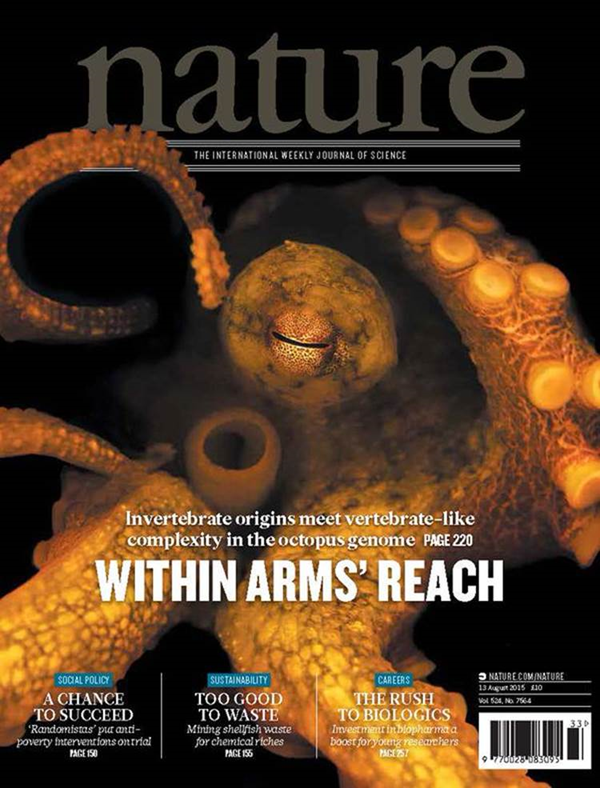 nature
THE INTERNATIONAL WEEKLY JOURNAL OF SCIENCE
Invertebrate origins meet vertebrate-like
complexity in the octopus genome PAGE 220
WITHIN ARMS' REACH
SOCIAL POLICY
A CHANCE
TO SUCCEED
'Randomistas' put anti-
poverty interventions on trial
PAGE 150
SUSTAINABILITY
TOO GOOD
TO WASTE
Mining shellfish waste
for chemical riches
PAGE 155
CAREERS
THE RUSH
TO BIOLOGICS
Investment in biopharma a
boost for young researchers
PAGE 257
NATURE.COM/NATURE
13 August 2015 £10
Vol. 524, No. 7564
33
9 770028 083095